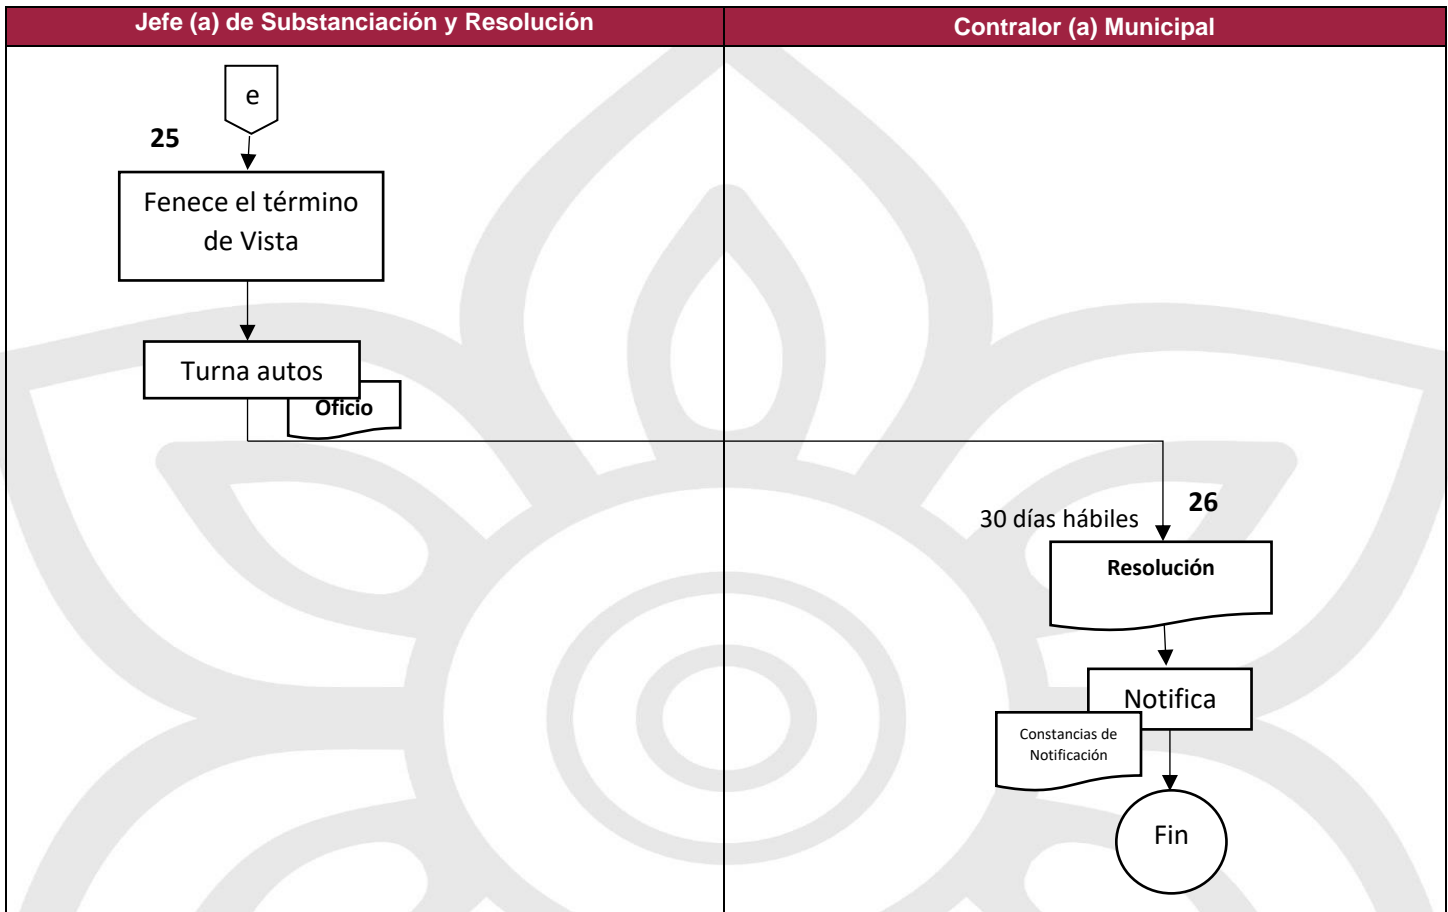 Jefe (a) de Substanciación y Resolución
Contralor (a) Municipal
e
25
Fenece el término
de Vista
Turna autos
Oficio
26
30 días hábiles
Resolución
Notifica
Constancias de
Notificación
Fin